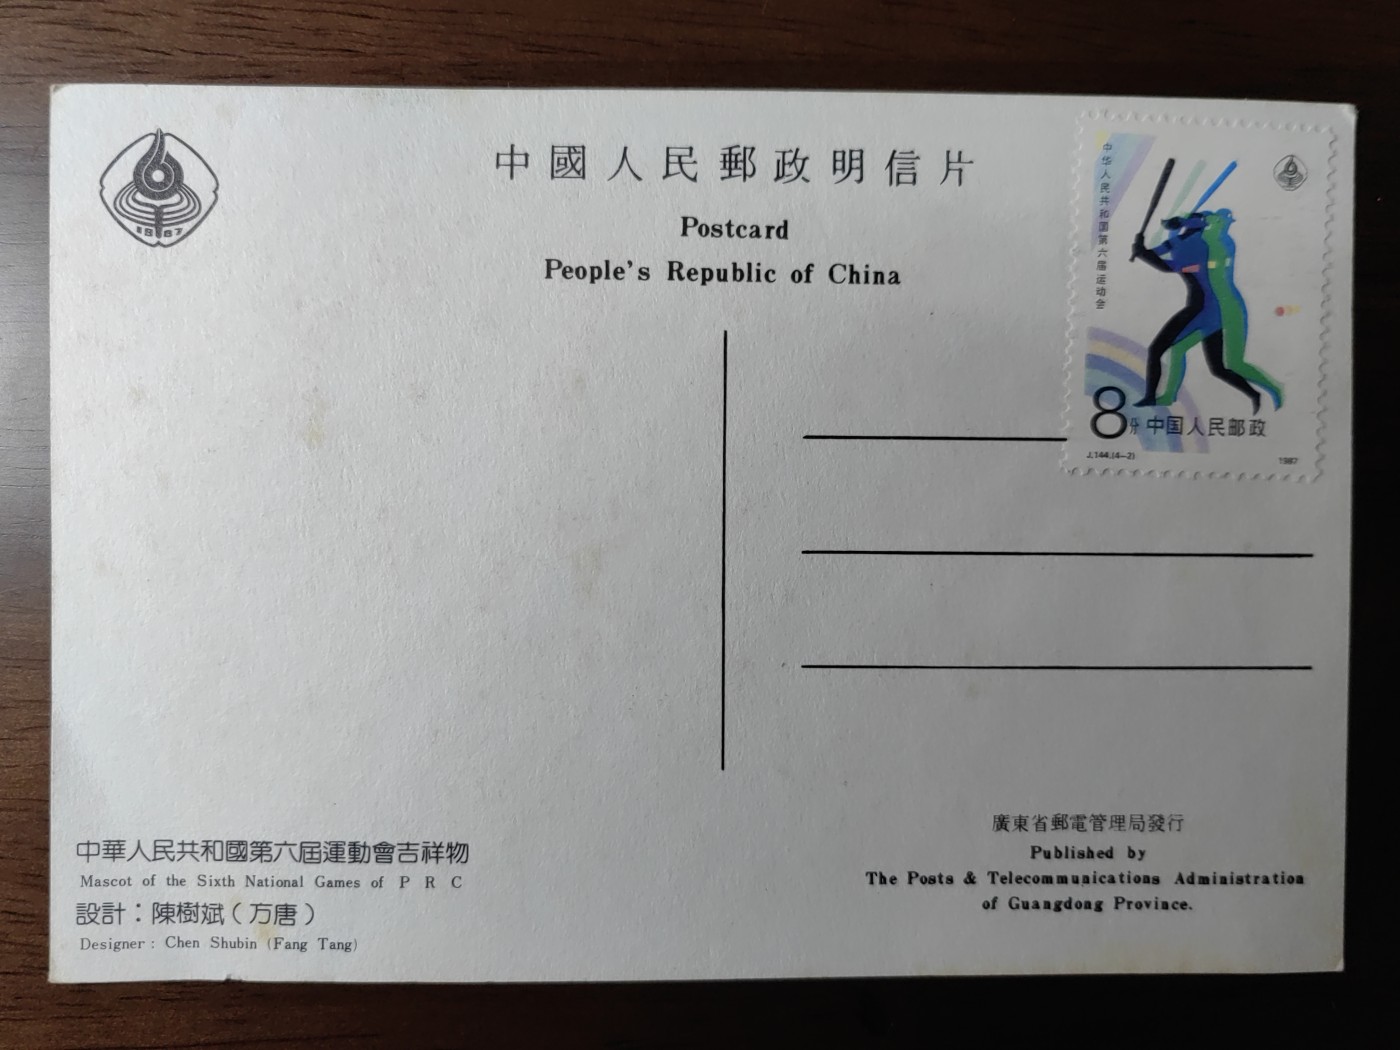 1987
中國人民郵政明信片
Postcard
People's Republic of China
中华人民共和国第六届运动会
8分 中国人民邮政
J.144.(4-2)
1987
中華人民共和國第六屆運動會吉祥物
Mascot of the Sixth National Games of P R C
設計：陳樹斌（方唐）
Designer : Chen Shubin (Fang Tang)
廣東省郵電管理局發行
Published by
The Posts & Telecommunications Administration
of Guangdong Province.